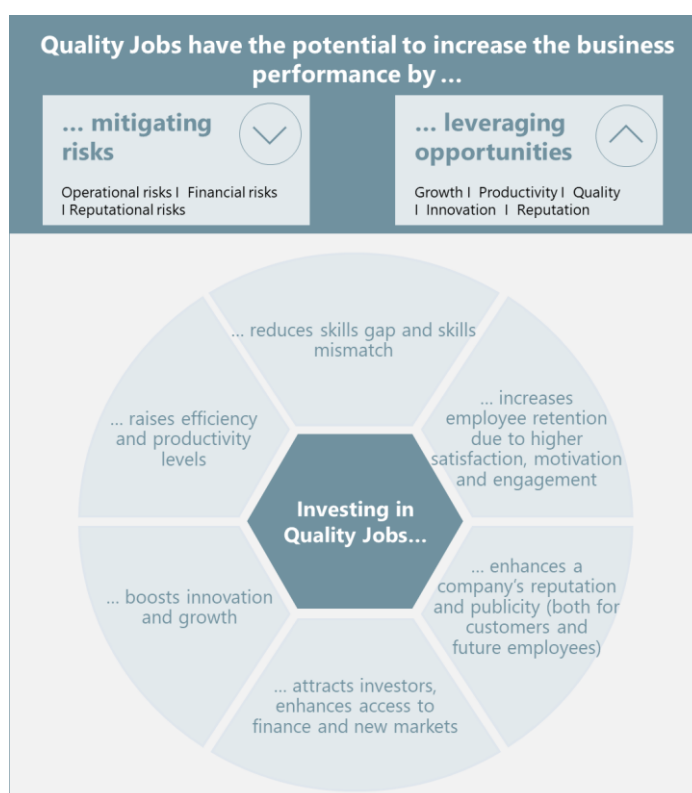 Quality Jobs have the potential to increase the business
performance by ...
... mitigating
risks
Operational risks I Financial risks
I Reputational risks
... leveraging
opportunities
Growth I Productivity I Quality
I Innovation I Reputation
... reduces skills gap and skills
mismatch
... increases
employee retention
due to higher
satisfaction, motivation
and engagement
... enhances a
company's reputation
and publicity (both for
customers and
future employees)
... attracts investors,
enhances access to
finance and new markets
... boosts innovation
and growth
... raises efficiency
and productivity
levels
Investing in
Quality Jobs...